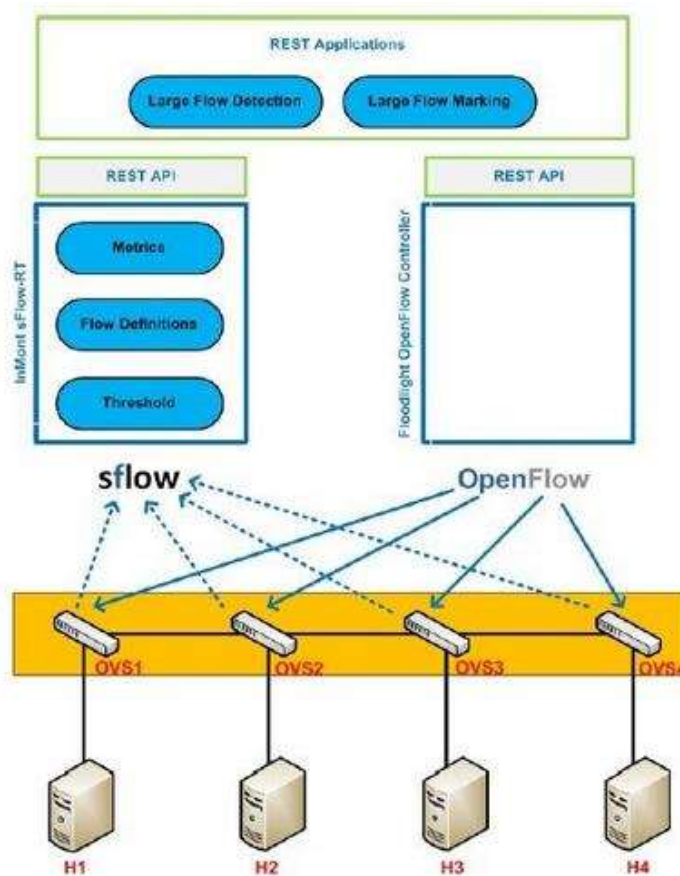 REST Applications
Large Flow Detection
Large Flow Marking
REST API
REST API
InMont sFlow-RT
Metrics
Flow Definitions
Threshold
Floodlight OpenFlow Controller
sflow
OpenFlow
OVS1
OVS2
OVS3
OVS4
H1
H2
H3
H4